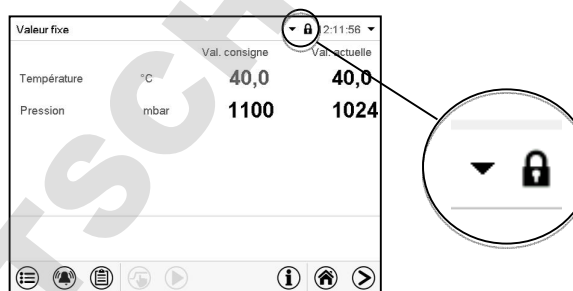 Valeur fixe 12:11:56
Val. consigne Val. actuelle
Température °C 40,0 40,0
Pression mbar 1100 1024